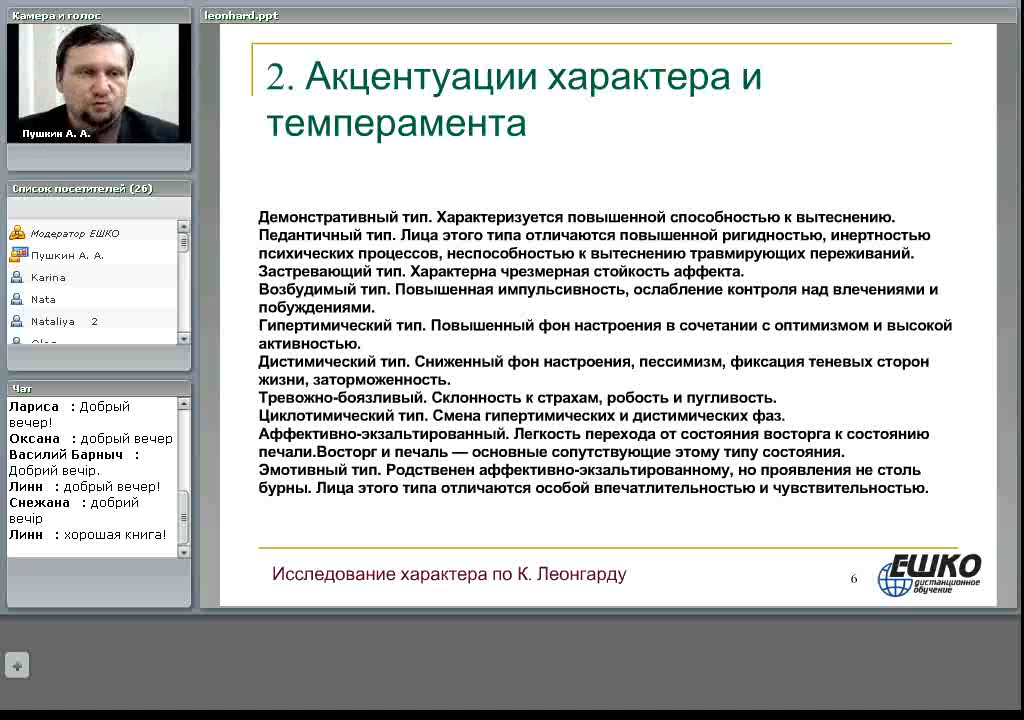 Камера и голос
Пушкин А. А.
Список посетителей (26)
Модератор ЕШКО
Пушкин А. А.
Karina
Nata
Nataliya 2
Чат
Лариса : Добрый
вечер!
Оксана : добрый вечер
Василий Барныч :
Добрий вечір.
Линн : добрый вечер!
Снежана : добрий
вечір
Линн : хорошая книга!
leonhard.ppt
2. Акцентуации характера и
темперамента
Демонстративный тип. Характеризуется повышенной способностью к вытеснению.
Педантичный тип. Лица этого типа отличаются повышенной ригидностью, инертностью
психических процессов, неспособностью к вытеснению травмирующих переживаний.
Застревающий тип. Характерна чрезмерная стойкость аффекта.
Возбудимый тип. Повышенная импульсивность, ослабление контроля над влечениями и
побуждениями.
Гипертимический тип. Повышенный фон настроения в сочетании с оптимизмом и высокой
активностью.
Дистимический тип. Сниженный фон настроения, пессимизм, фиксация теневых сторон
жизни, заторможенность.
Тревожно-боязливый. Склонность к страхам, робость и пугливость.
Циклотимический тип. Смена гипертимических и дистимических фаз.
Аффективно-экзальтированный. Легкость перехода от состояния восторга к состоянию
печали.Восторг и печаль — основные сопутствующие этому типу состояния.
Эмотивный тип. Родственен аффективно-экзальтированному, но проявления не столь
бурны. Лица этого типа отличаются особой впечатлительностью и чувствительностью.
Исследование характера по К. Леонгарду
6
ЕШКО
дистанционное
обучение